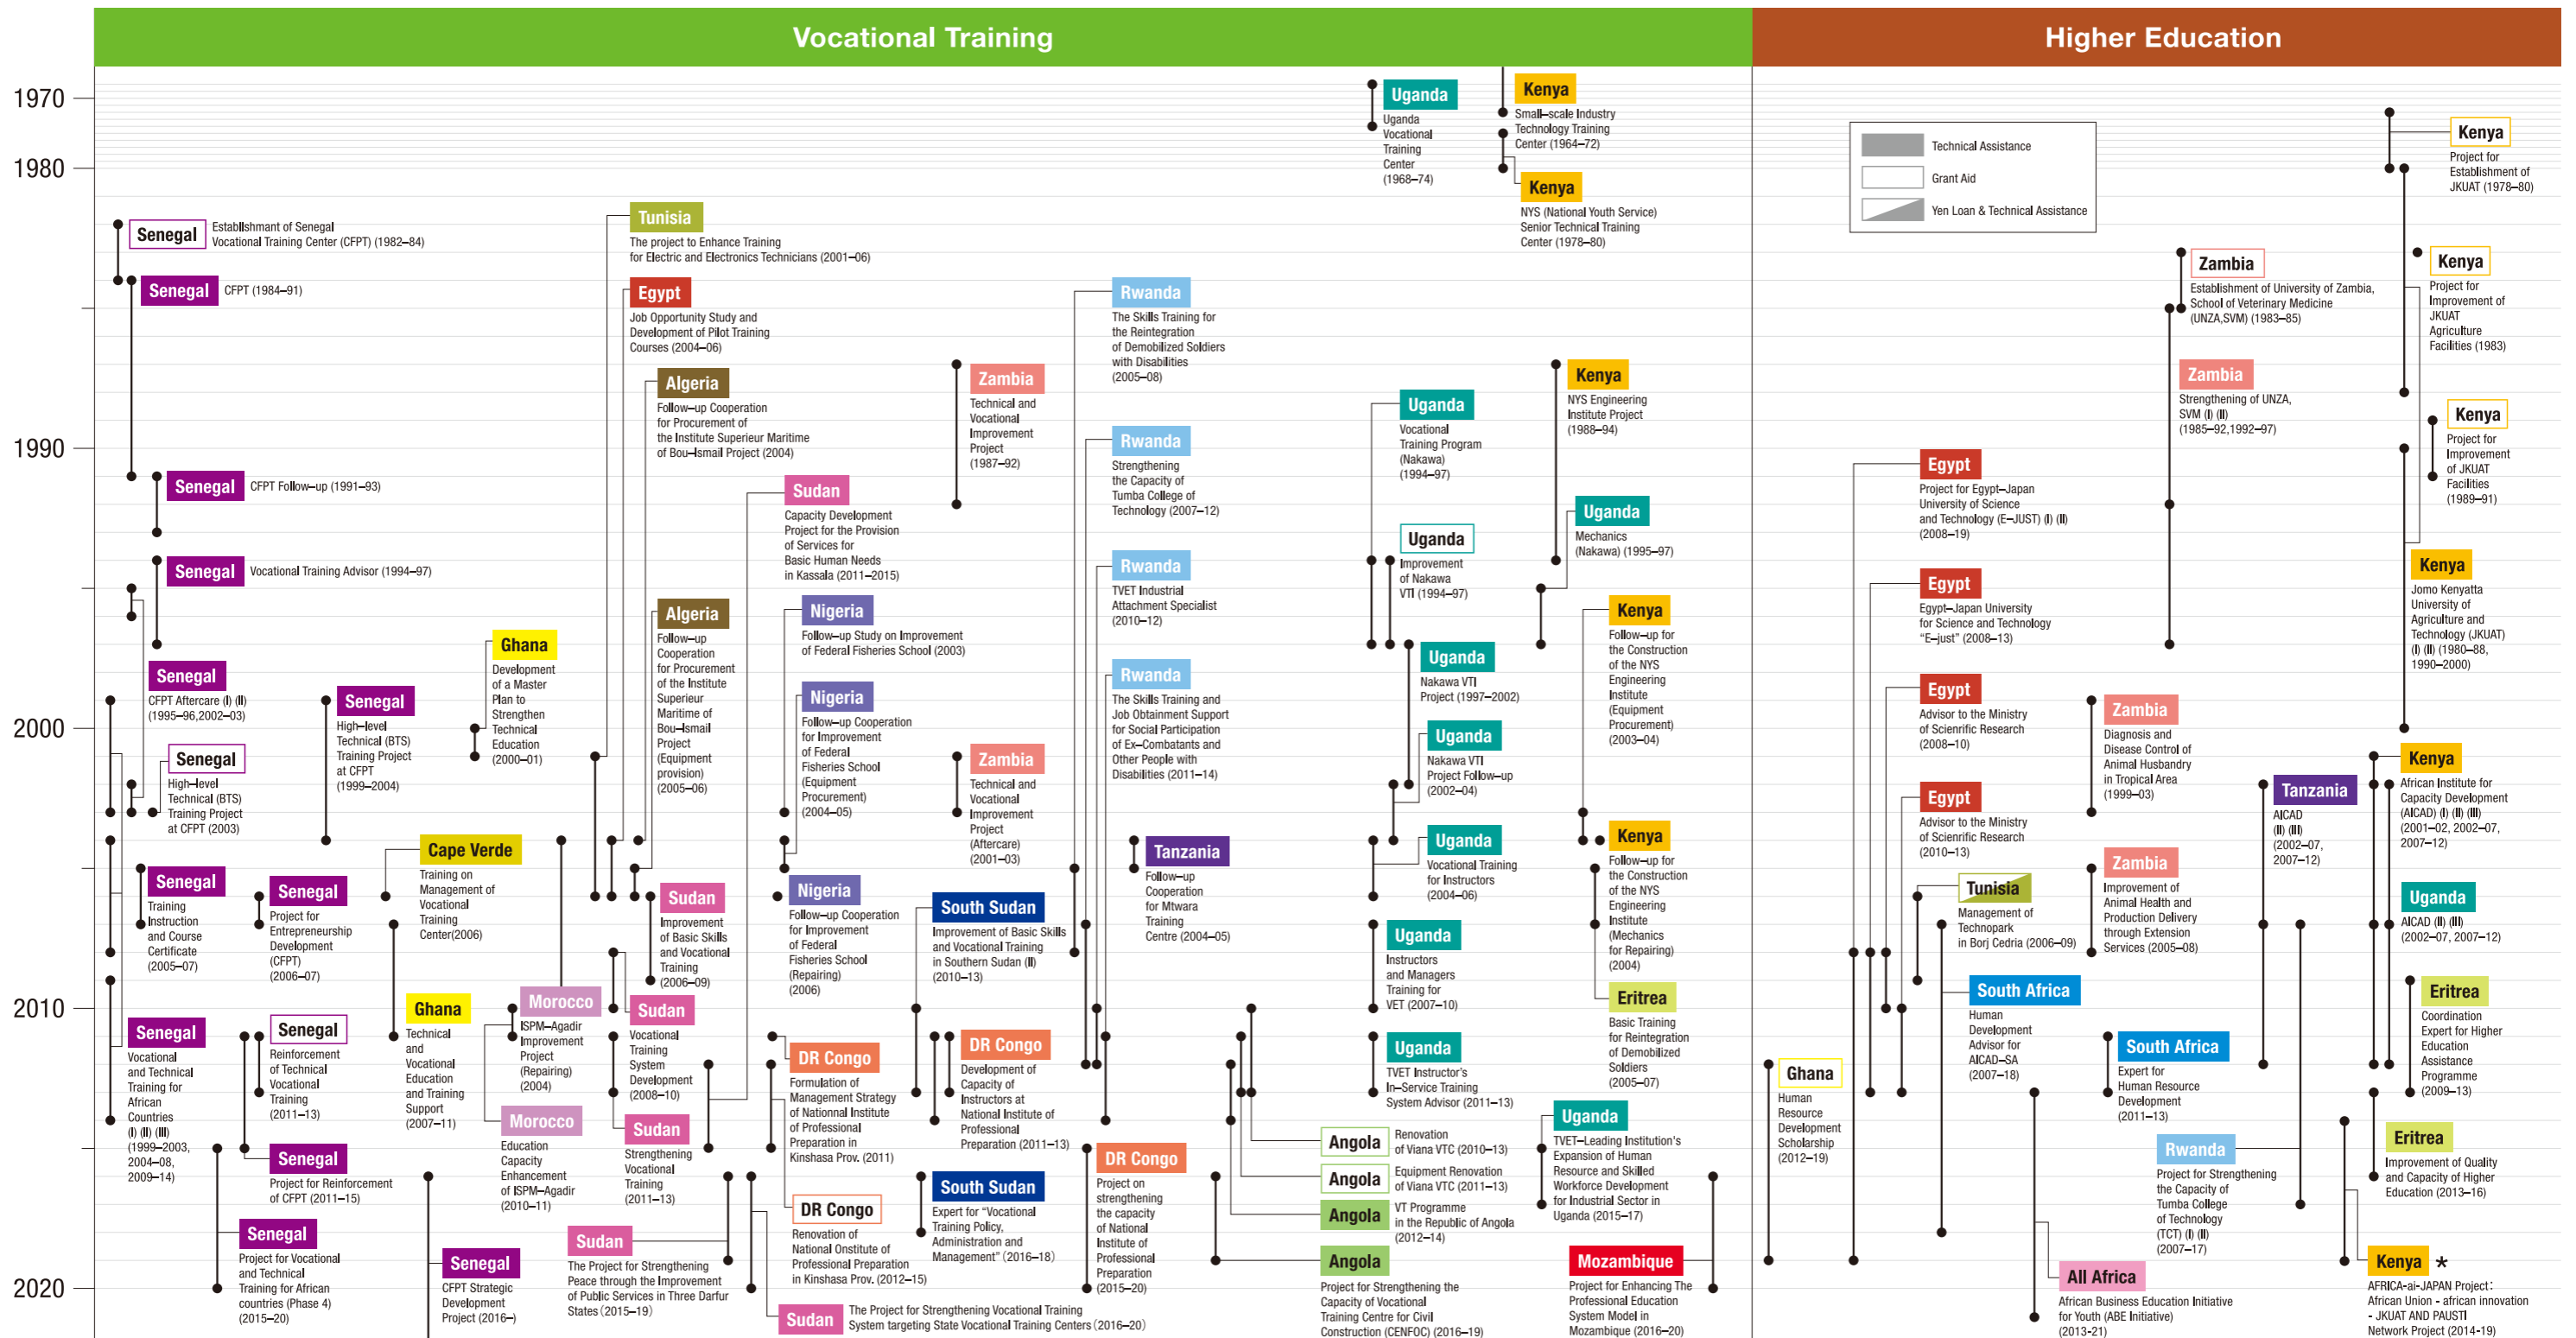 Vocational Training
Higher Education
1970
1980
1990
2000
2010
2020
Technical Assistance
Grant Aid
Yen Loan & Technical Assistance
Senegal
Establishment of Senegal
Vocational Training Center (CFPT) (1982–84)
Senegal
CFPT (1984–91)
Senegal
CFPT Follow–up (1991–93)
Senegal
Vocational Training Advisor (1994–97)
Senegal
CFPT Aftercare (I) (II)
(1995–96,2002–03)
Senegal
High–level
Technical (BTS)
Training Project
at CFPT (2003)
Senegal
High–level
Technical (BTS)
Training Project
at CFPT
(1999–2004)
Senegal
Training
Instruction
and Course
Certificate
(2005–07)
Senegal
Project for
Entrepreneurship
Development
(CFPT)
(2006–07)
Senegal
Vocational
and Technical
Training for
African
Countries
(I) (II) (III)
(1999–2003,
2004–08,
2009–14)
Senegal
Reinforcement
of Technical
Vocational
Training
(2011–13)
Senegal
Project for Reinforcement
of CFPT (2011–15)
Senegal
Project for Vocational
and Technical
Training for African
countries (Phase 4)
(2015–20)
Senegal
CFPT Strategic
Development
Project (2016–)
Cape Verde
Training on
Management of
Vocational
Training
Center(2006)
Ghana
Development
of a Master
Plan to
Strengthen
Technical
Education
(2000–01)
Ghana
Technical
and
Vocational
Education
and Training
Support
(2007–11)
Morocco
ISPM–Agadir
Improvement
Project
(Repairing)
(2004)
Morocco
Education
Capacity
Enhancement
of ISPM–Agadir
(2010–11)
Tunisia
The project to Enhance Training
for Electric and Electronics Technicians (2001–06)
Egypt
Job Opportunity Study and
Development of Pilot Training
Courses (2004–06)
Algeria
Follow–up Cooperation
for Procurement of
the Institute Superieur Maritime
of Bou–Ismail Project (2004)
Algeria
Follow–up
Cooperation
for Procurement
of the Institute
Superieur
Maritime of
Bou–Ismail
Project
(Equipment
provision)
(2005–06)
Sudan
Capacity Development
Project for the Provision
of Services for
Basic Human Needs
in Kassala (2011–2015)
Sudan
Improvement
of Basic Skills
and Vocational
Training
(2006–09)
Sudan
Vocational
Training
System
Development
(2008–10)
Sudan
Strengthening
Vocational
Training
(2011–13)
Sudan
The Project for Strengthening
Peace through the Improvement
of Public Services in Three Darfur
States (2015–19)
Sudan
The Project for Strengthening Vocational Training
System targeting State Vocational Training Centers (2016–20)
Nigeria
Follow–up Study on Improvement
of Federal Fisheries School (2003)
Nigeria
Follow–up Cooperation
for Improvement
of Federal
Fisheries School
(Equipment
Procurement)
(2004–05)
Nigeria
Follow–up Cooperation
for Improvement
of Federal
Fisheries School
(Repairing)
(2006)
DR Congo
Formulation of
Management Strategy
of Nationnal Institute
of Professional
Preparation in
Kinshasa Prov. (2011)
DR Congo
Renovation of
National Onstitute of
Professional Preparation
in Kinshasa Prov. (2012–15)
DR Congo
Development of
Capacity of
Instructors at
National Institute of
Professional
Preparation (2011–13)
DR Congo
Project on
strengthening
the capacity
of National
Institute of
Professional
Preparation
(2015–20)
South Sudan
Improvement of Basic Skills
and Vocational Training
in Southern Sudan (II)
(2010–13)
South Sudan
Expert for “Vocational
Training Policy,
Administration and
Management” (2016–18)
Zambia
Technical and
Vocational
Improvement
Project
(1987–92)
Zambia
Technical and
Vocational
Improvement
Project
(Aftercare)
(2001–03)
Rwanda
The Skills Training for
the Reintegration
of Demobilized Soldiers
with Disabilities
(2005–08)
Rwanda
Strengthening
the Capacity of
Tumba College of
Technology (2007–12)
Rwanda
TVET Industrial
Attachment Specialist
(2010–12)
Rwanda
The Skills Training and
Job Obtainment Support
for Social Participation
of Ex–Combatants and
Other People with
Disabilities (2011–14)
Tanzania
Follow–up
Cooperation
for Mtwara
Training
Centre (2004–05)
Angola
Renovation
of Viana VTC (2010–13)
Angola
Equipment Renovation
of Viana VTC (2011–13)
Angola
VT Programme
in the Republic of Angola
(2012–14)
Angola
Project for Strengthening the
Capacity of Vocational
Training Centre for Civil
Construction (CENFOC) (2016–19)
Uganda
Uganda
Vocational
Training
Center
(1968–74)
Uganda
Vocational
Training Program
(Nakawa)
(1994–97)
Uganda
Improvement
of Nakawa
VTI (1994–97)
Uganda
Mechanics
(Nakawa) (1995–97)
Uganda
Nakawa VTI
Project (1997–2002)
Uganda
Nakawa VTI
Project Follow–up
(2002–04)
Uganda
Vocational Training
for Instructors
(2004–06)
Uganda
Instructors
and Managers
Training for
VET (2007–10)
Uganda
TVET Instructor's
In–Service Training
System Advisor (2011–13)
Uganda
TVET–Leading Institution's
Expansion of Human
Resource and Skilled
Workforce Development
for Industrial Sector in
Uganda (2015–17)
Kenya
Small–scale Industry
Technology Training
Center (1964–72)
Kenya
NYS (National Youth Service)
Senior Technical Training
Center (1978–80)
Kenya
NYS Engineering
Institute Project
(1988–94)
Kenya
Follow–up for
the Construction
of the NYS
Engineering
Institute
(Equipment
Procurement)
(2003–04)
Kenya
Follow–up for
the Construction
of the NYS
Engineering
Institute
(Mechanics
for Repairing)
(2004)
Eritrea
Basic Training
for Reintegration
of Demobilized
Soldiers
(2005–07)
Mozambique
Project for Enhancing The
Professional Education
System Model in
Mozambique (2016–20)
Ghana
Human
Resource
Development
Scholarship
(2012–19)
Egypt
Project for Egypt–Japan
University of Science
and Technology (E–JUST) (I) (II)
(2008–19)
Egypt
Egypt–Japan University
for Science and Technology
“E–just” (2008–13)
Egypt
Advisor to the Ministry
of Scienrific Research
(2008–10)
Egypt
Advisor to the Ministry
of Scienrific Research
(2010–13)
Tunisia
Management of
Technopark
in Borj Cedria (2006–09)
South Africa
Human
Development
Advisor for
AICAD–SA
(2007–18)
South Africa
Expert for
Human Resource
Development
(2011–13)
Zambia
Establishment of University of Zambia,
School of Veterinary Medicine
(UNZA,SVM) (1983–85)
Zambia
Strengthening of UNZA,
SVM (I) (II)
(1985–92,1992–97)
Zambia
Diagnosis and
Disease Control of
Animal Husbandry
in Tropical Area
(1999–03)
Zambia
Improvement of
Animal Health and
Production Delivery
through Extension
Services (2005–08)
Rwanda
Project for Strengthening
the Capacity of
Tumba College
of Technology
(TCT) (I) (II)
(2007–17)
All Africa
African Business Education Initiative
for Youth (ABE Initiative)
(2013-21)
Tanzania
AICAD
(II) (III)
(2002–07,
2007–12)
Kenya
Project for
Establishment of
JKUAT (1978–80)
Kenya
Project for
Improvement of
JKUAT
Agriculture
Facilities (1983)
Kenya
Project for
Improvement
of JKUAT
Facilities
(1989–91)
Kenya
Jomo Kenyatta
University of
Agriculture and
Technology (JKUAT)
(I) (II) (1980–88,
1990–2000)
Kenya
African Institute for
Capacity Development
(AICAD) (I) (II) (III)
(2001–02, 2002–07,
2007–12)
Uganda
AICAD (II) (III)
(2002–07, 2007–12)
Eritrea
Coordination
Expert for Higher
Education
Assistance
Programme
(2009–13)
Eritrea
Improvement of Quality
and Capacity of Higher
Education (2013–16)
Kenya *
AFRICA-ai-JAPAN Project:
African Union - african innovation
- JKUAT AND PAUSTI
Network Project (2014-19)